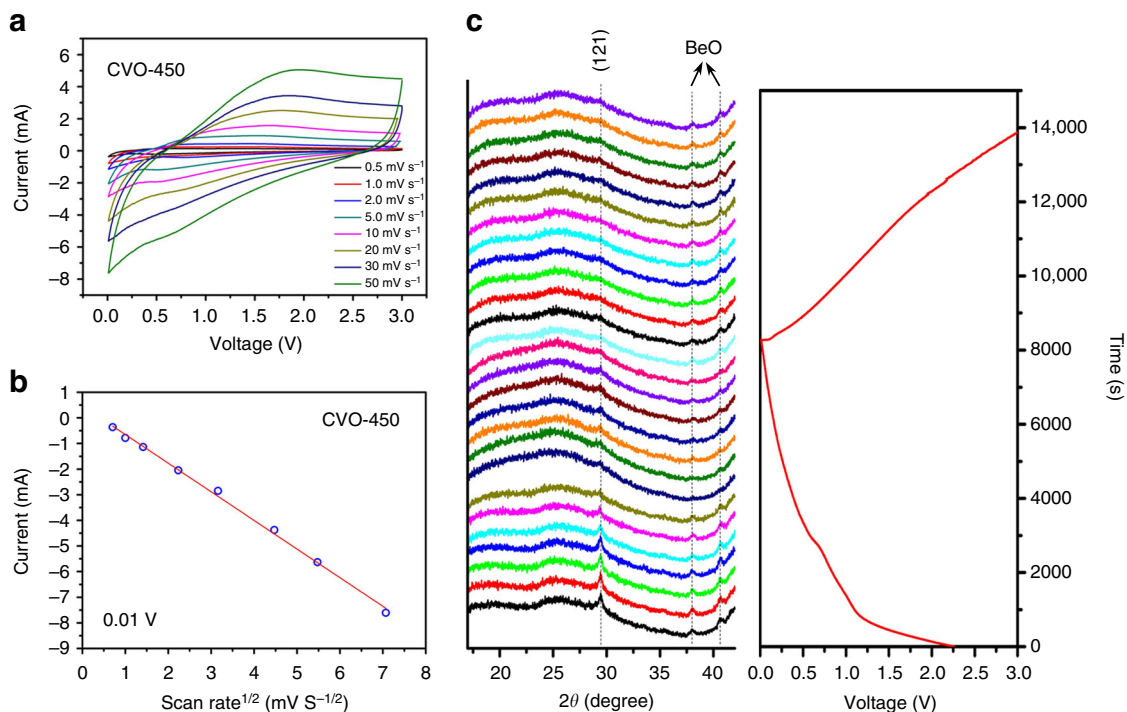 a
CVO-450
6
4
2
0
−2
−4
−6
−8
Current (mA)
0.5 mV s⁻¹
1.0 mV s⁻¹
2.0 mV s⁻¹
5.0 mV s⁻¹
10 mV s⁻¹
20 mV s⁻¹
30 mV s⁻¹
50 mV s⁻¹
0.0 0.5 1.0 1.5 2.0 2.5 3.0
Voltage (V)
b
CVO-450
1
0
−1
−2
−3
−4
−5
−6
−7
−8
−9
Current (mA)
0.01 V
0 1 2 3 4 5 6 7 8
Scan rate¹ᐟ² (mV S⁻¹ᐟ²)
c
(121)
BeO
20 25 30 35 40
2θ (degree)
14,000
12,000
10,000
8000
6000
4000
2000
0
Time (s)
0.0 0.5 1.0 1.5 2.0 2.5 3.0
Voltage (V)